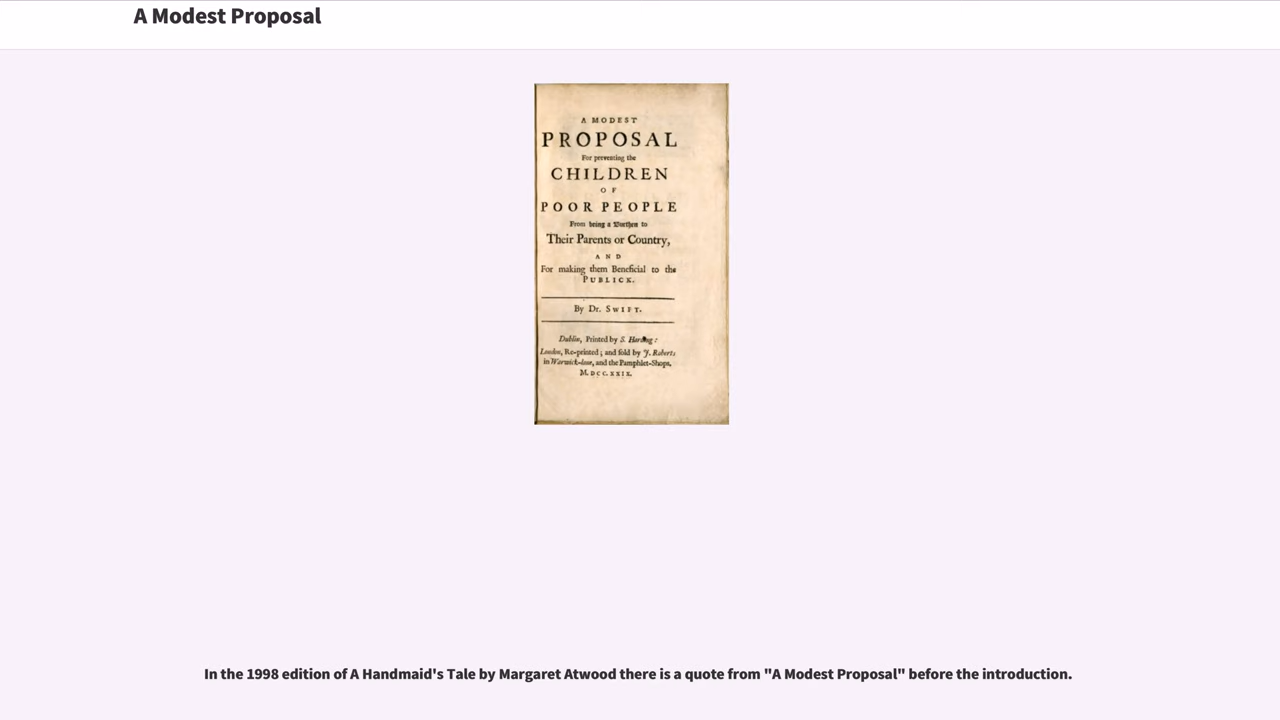 A Modest Proposal
A MODEST
PROPOSAL
For preventing the
CHILDREN
OF
POOR PEOPLE
From being a Burthen to
Their Parents or Country,
AND
For making them Beneficial to the
PUBLICK.
By Dr. SWIFT.
Dublin, Printed by S. Harding:
London, Re-printed; and ſold by J. Roberts
in Warwick-lane, and the Pamphlet-Shops.
M.DCC.XXIX.
In the 1998 edition of A Handmaid's Tale by Margaret Atwood there is a quote from "A Modest Proposal" before the introduction.